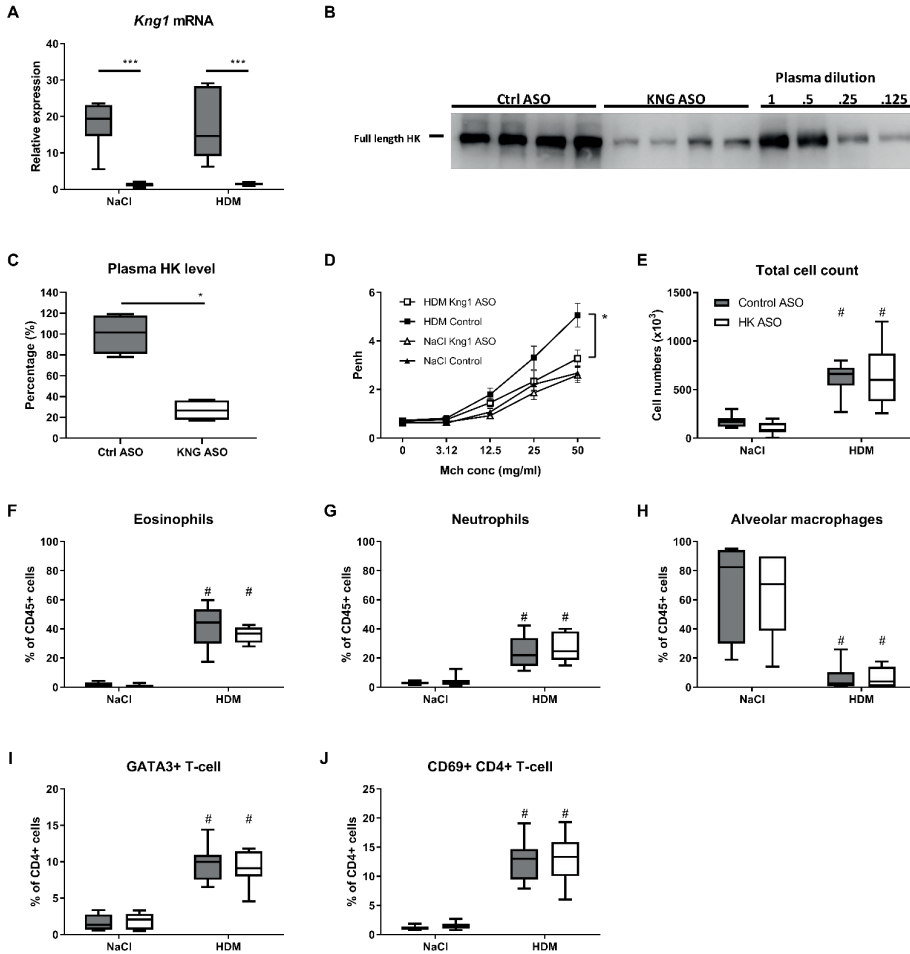 A
Kng1 mRNA
Relative expression
40
30
20
10
0
***
***
NaCl
HDM
B
Ctrl ASO
KNG ASO
Plasma dilution
1 .5 .25 .125
Full length HK
C
Plasma HK level
Percentage (%)
140
120
100
80
60
40
20
0
*
Ctrl ASO
KNG ASO
D
Penh
6
4
2
0
HDM Kng1 ASO
HDM Control
NaCl Kng1 ASO
NaCl Control
*
0 3.12 12.5 25 50
Mch conc (mg/ml)
E
Total cell count
Cell numbers (x10³)
1500
1000
500
0
Control ASO
HK ASO
# #
NaCl
HDM
F
Eosinophils
% of CD45+ cells
100
80
60
40
20
0
# #
NaCl
HDM
G
Neutrophils
% of CD45+ cells
100
80
60
40
20
0
# #
NaCl
HDM
H
Alveolar macrophages
% of CD45+ cells
100
80
60
40
20
0
# #
NaCl
HDM
I
GATA3+ T-cell
% of CD4+ cells
20
15
10
5
0
# #
NaCl
HDM
J
CD69+ CD4+ T-cell
% of CD4+ cells
25
20
15
10
5
0
# #
NaCl
HDM